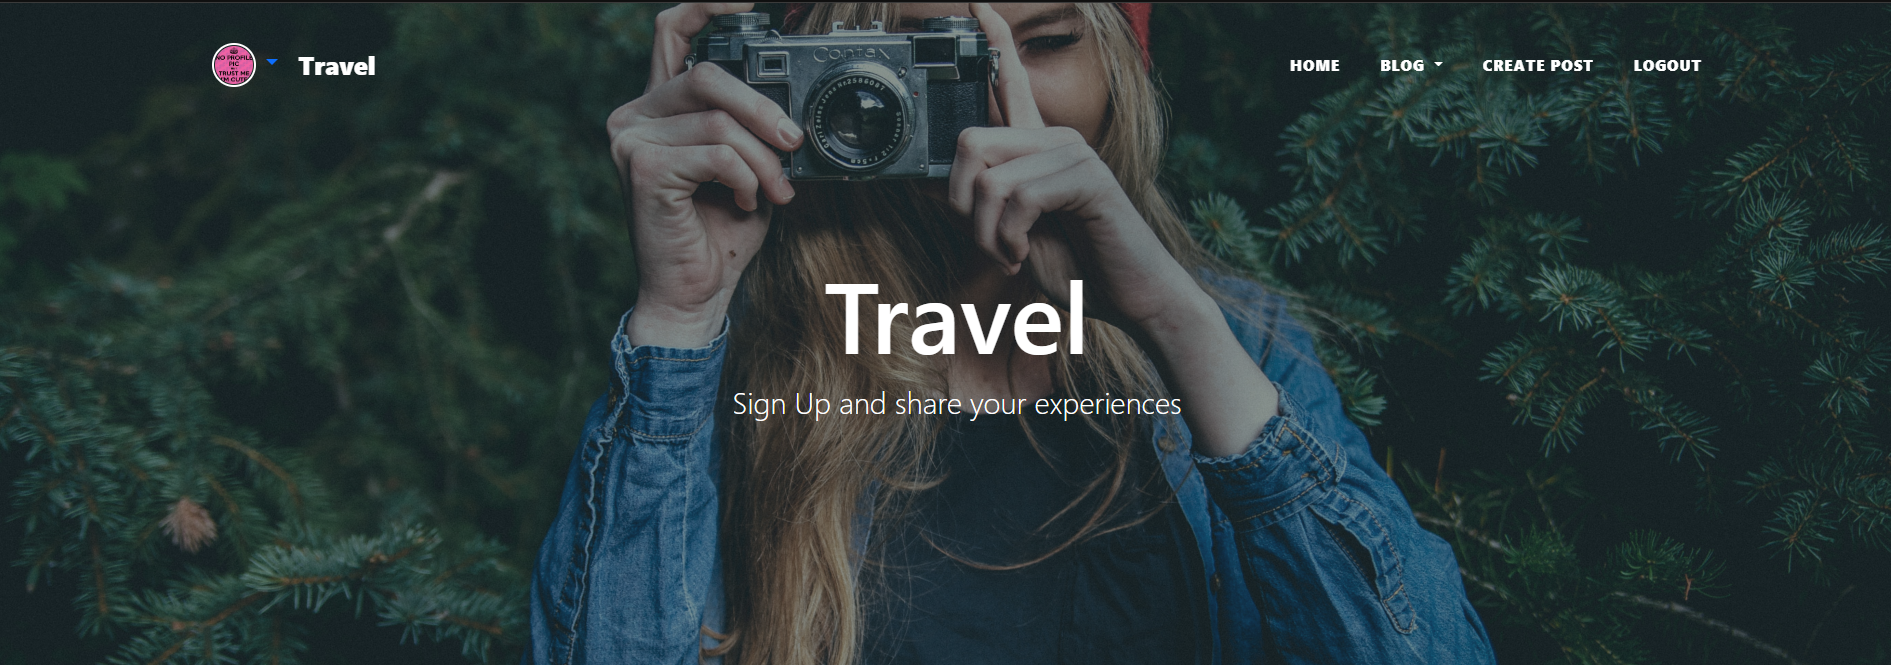 NO PROFILE
PIC
TRUST ME
I'M CUTE
Travel
HOME
BLOG
CREATE POST
LOGOUT
Contax
Travel
Sign Up and share your experiences